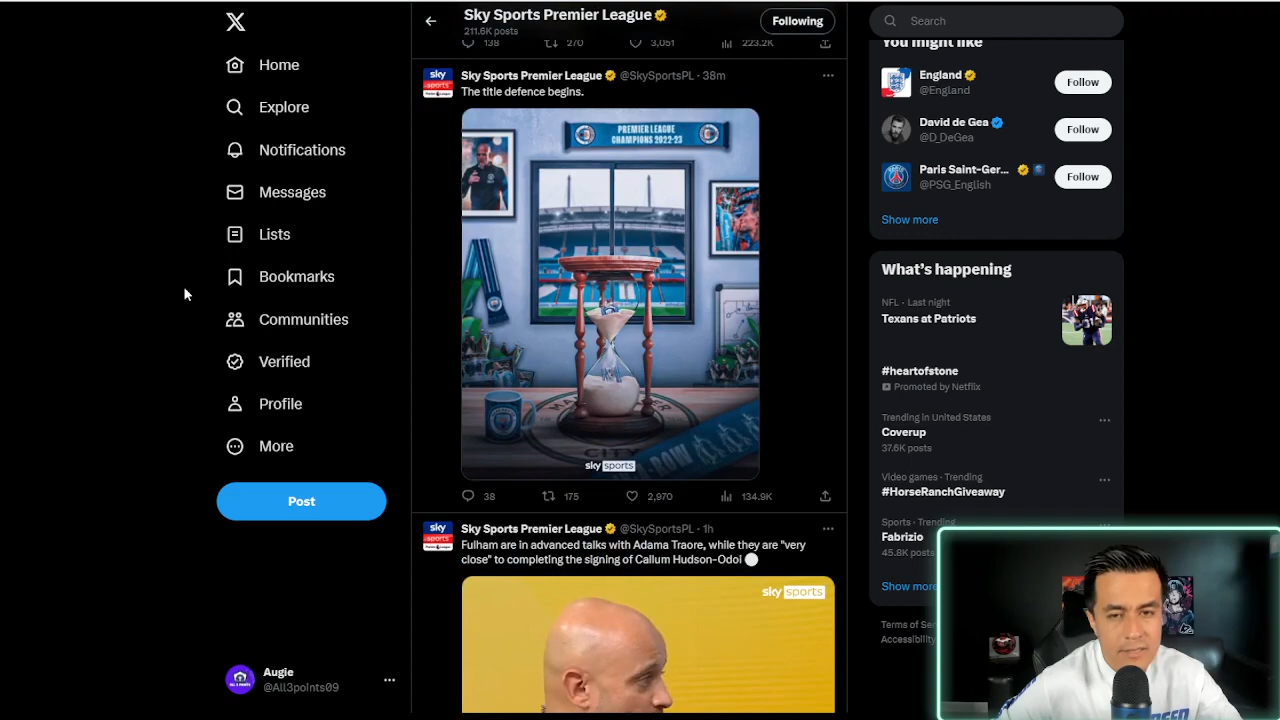 Home
Explore
Notifications
Messages
Lists
Bookmarks
Communities
Verified
Profile
More
Post
Augie
@All3points09
Sky Sports Premier League
211.6K posts
Following
138 270 3,051 223.2K
sky
sports
Sky Sports Premier League @SkySportsPL · 38m
The title defence begins.
PREMIER LEAGUE
CHAMPIONS 2022-23
CITY
sky sports
38 175 2,970 134.9K
sky
sports
Sky Sports Premier League @SkySportsPL · 1h
Fulham are in advanced talks with Adama Traore, while they are "very
close" to completing the signing of Callum Hudson-Odoi
sky sports
Search
You might like
England
@England
Follow
David de Gea
@D_DeGea
Follow
Paris Saint-Ger...
@PSG_English
Follow
Show more
What's happening
NFL · Last night
Texans at Patriots
#heartofstone
Promoted by Netflix
Trending in United States
Coverup
37.6K posts
Video games · Trending
#HorseRanchGiveaway
Sports · Trending
Fabrizio
45.8K posts
Show more
Terms of Ser
Accessibility